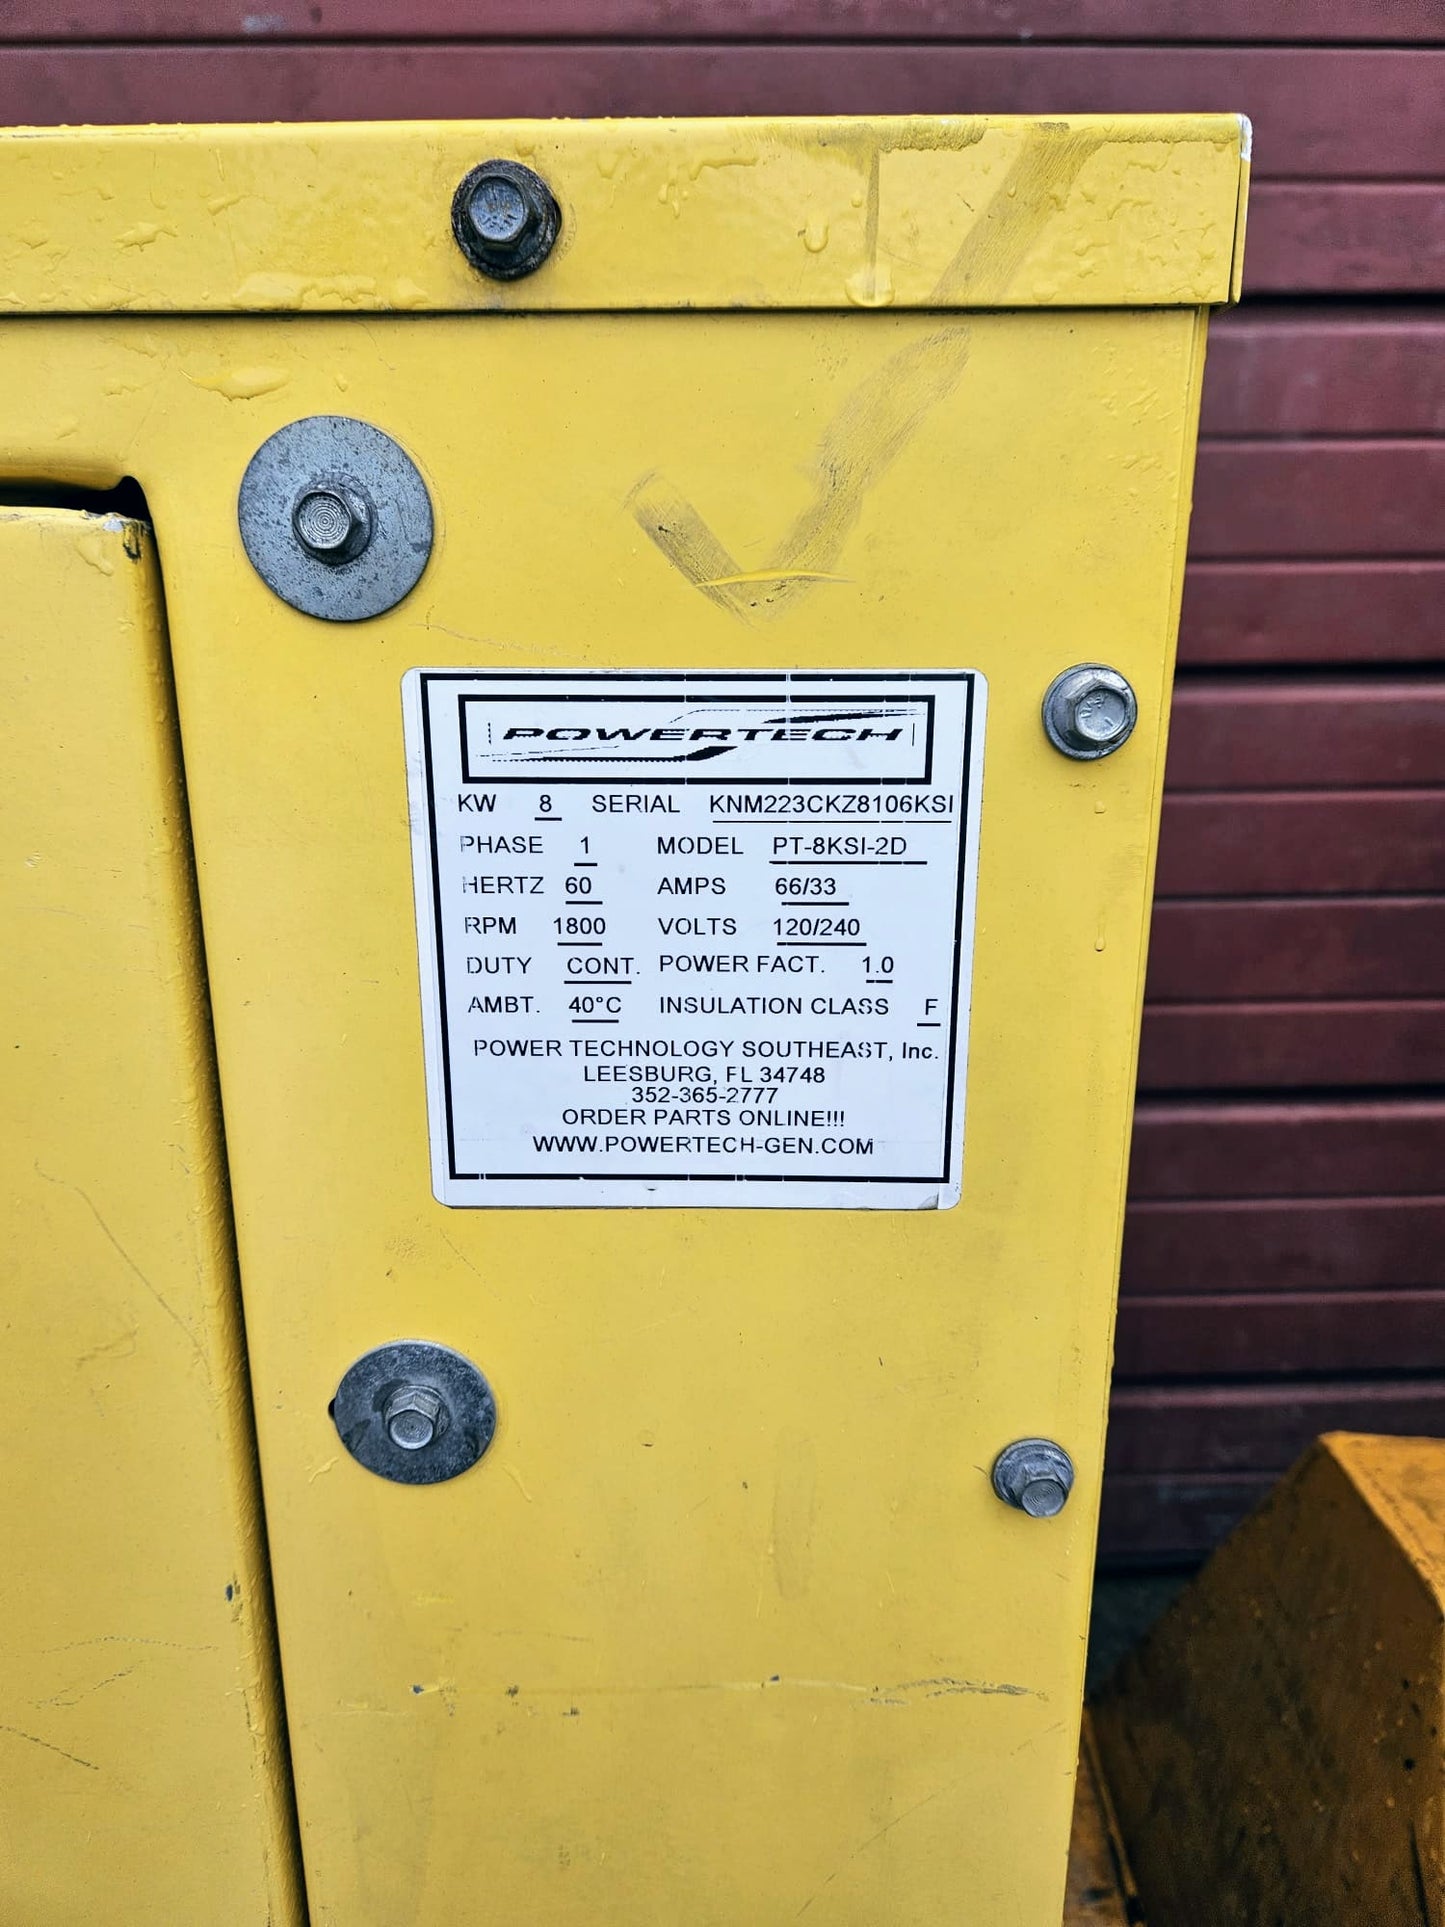 POWERTECH
KW 8 SERIAL KNM223CKZ8106KSI
PHASE 1 MODEL PT-8KSI-2D
HERTZ 60 AMPS 66/33
RPM 1800 VOLTS 120/240
DUTY CONT. POWER FACT. 1.0
AMBT. 40°C INSULATION CLASS F
POWER TECHNOLOGY SOUTHEAST, Inc.
LEESBURG, FL 34748
352-365-2777
ORDER PARTS ONLINE!!!
WWW.POWERTECH-GEN.COM